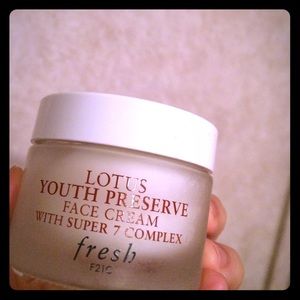 LOTUS
YOUTH PRESERVE
FACE CREAM
WITH SUPER 7 COMPLEX
fresh
F21C